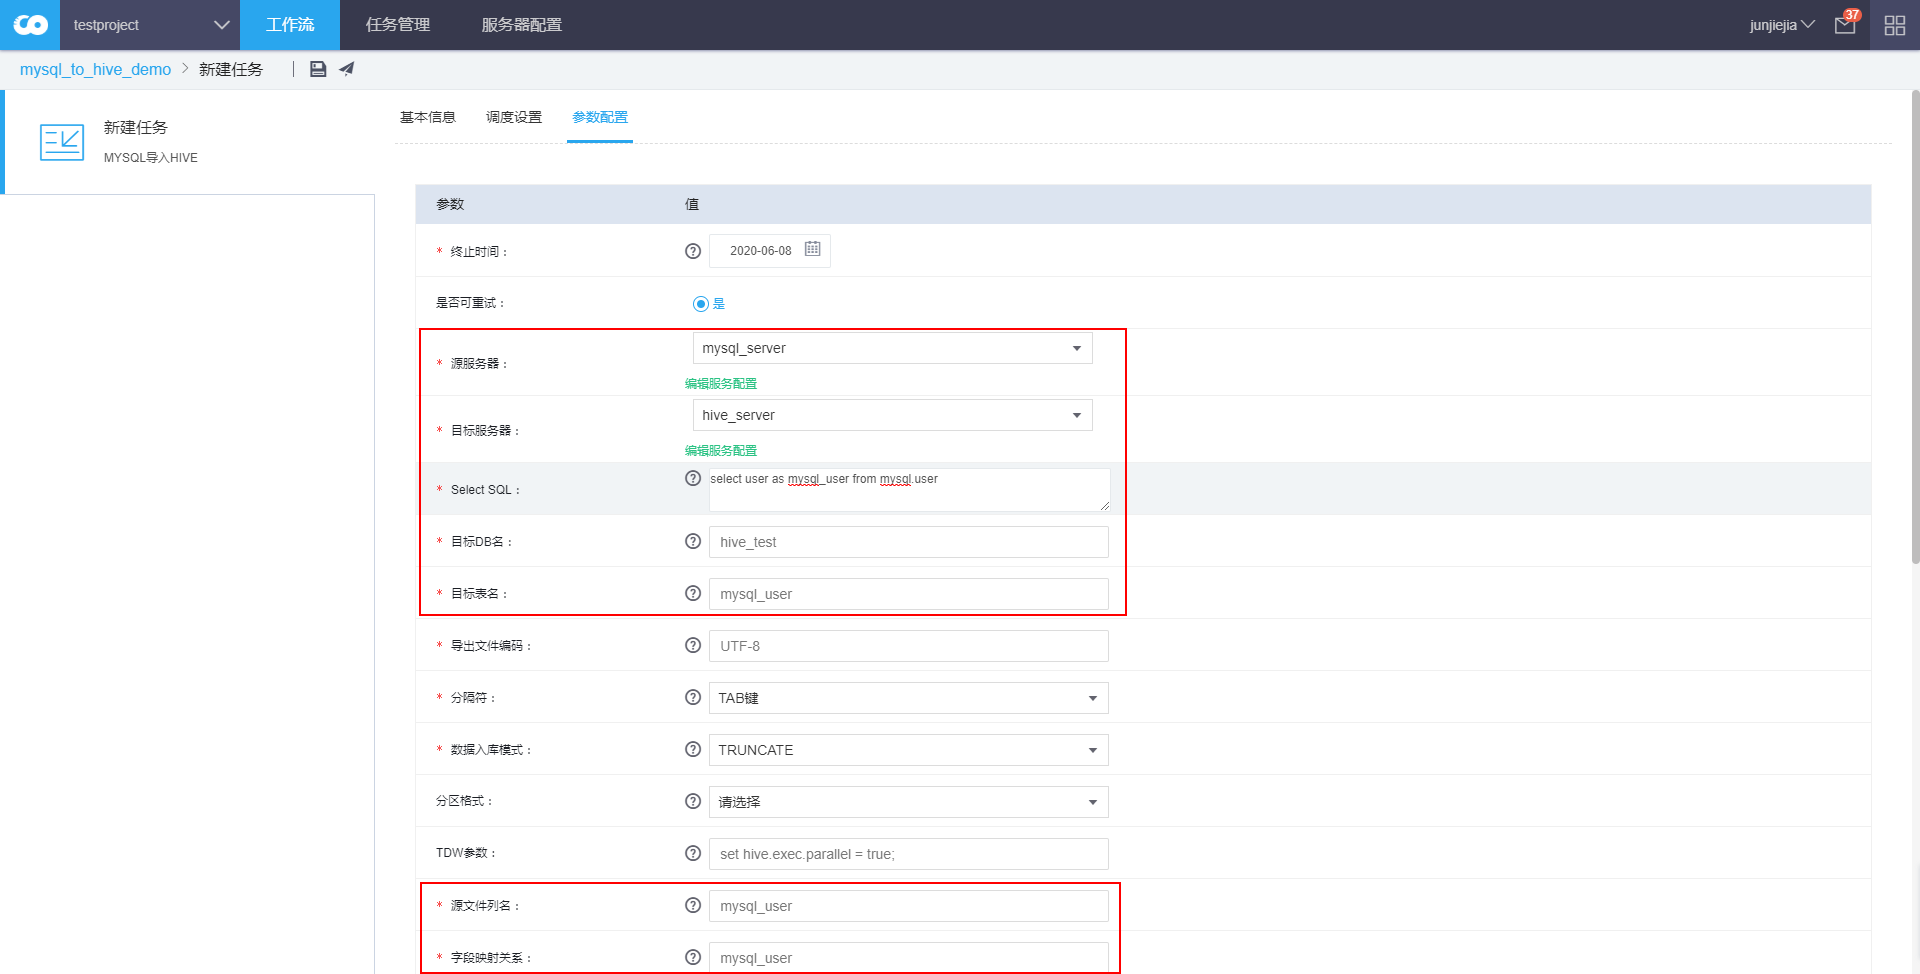 testproject 工作流 任务管理 服务器配置 junjiejia 37
mysql_to_hive_demo > 新建任务
新建任务
MYSQL导入HIVE
基本信息 调度设置 参数配置
参数 值
* 终止时间： 2020-06-08
是否可重试： 是
* 源服务器： mysql_server
编辑服务配置
* 目标服务器： hive_server
编辑服务配置
* Select SQL： select user as mysql_user from mysql.user
* 目标DB名： hive_test
* 目标表名： mysql_user
* 导出文件编码： UTF-8
* 分隔符： TAB键
* 数据入库模式： TRUNCATE
分区格式： 请选择
TDW参数： set hive.exec.parallel = true;
* 源文件列名： mysql_user
* 字段映射关系： mysql_user